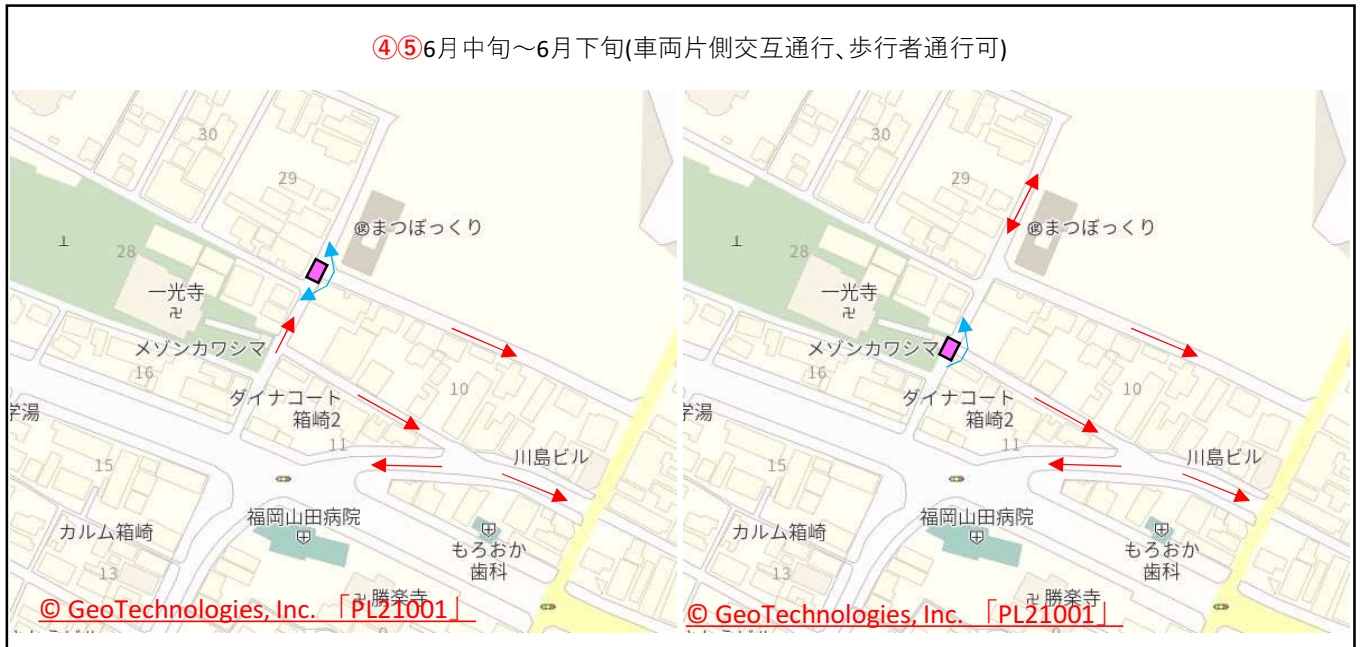 ④⑤6月中旬～6月下旬(車両片側交互通行、歩行者通行可)
30
29
まつぼっくり
28
一光寺
メゾンカワシマ
16
ダイナコート
箱崎2
10
学湯
11
川島ビル
15
福岡山田病院
カルム箱崎
もろおか
歯科
13
勝楽寺
© GeoTechnologies, Inc. 「PL21001」
30
29
まつぼっくり
28
一光寺
メゾンカワシマ
16
ダイナコート
箱崎2
10
学湯
11
川島ビル
15
福岡山田病院
カルム箱崎
もろおか
歯科
13
勝楽寺
© GeoTechnologies, Inc. 「PL21001」